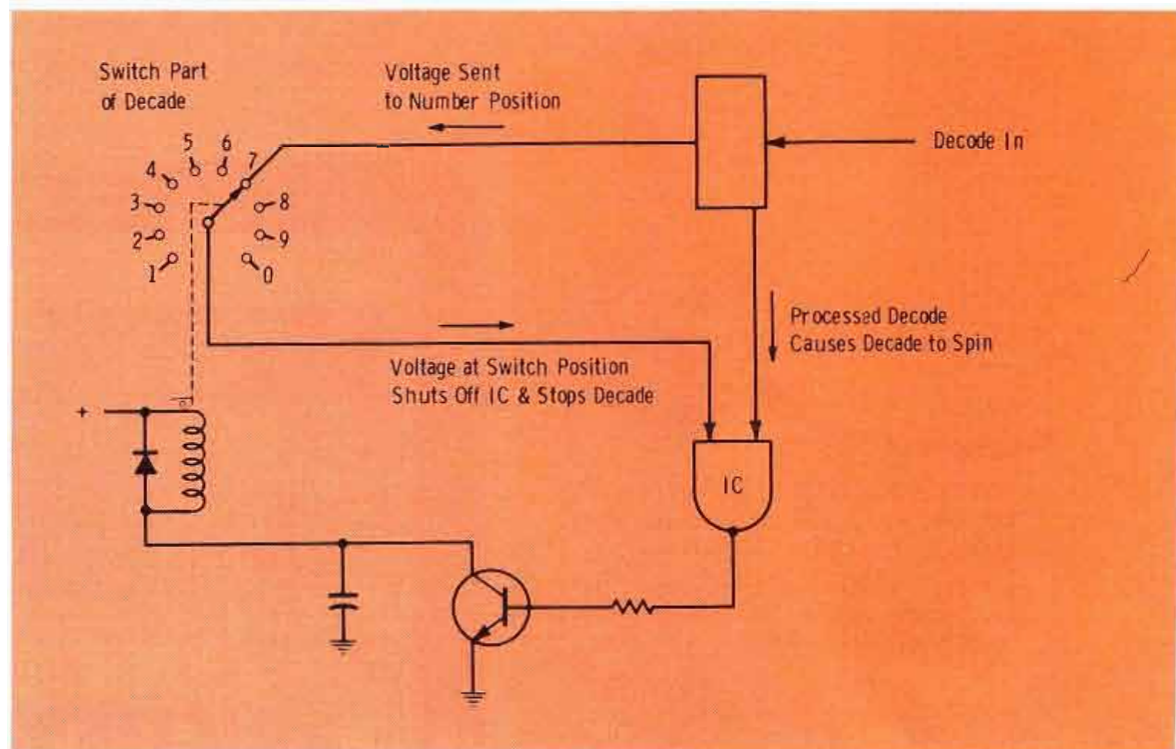 Switch Part
of Decade
Voltage Sent
to Number Position
Decode In
1
2
3
4
5
6
7
8
9
0
Processed Decode
Causes Decade to Spin
Voltage at Switch Position
Shuts Off IC & Stops Decade
+
IC